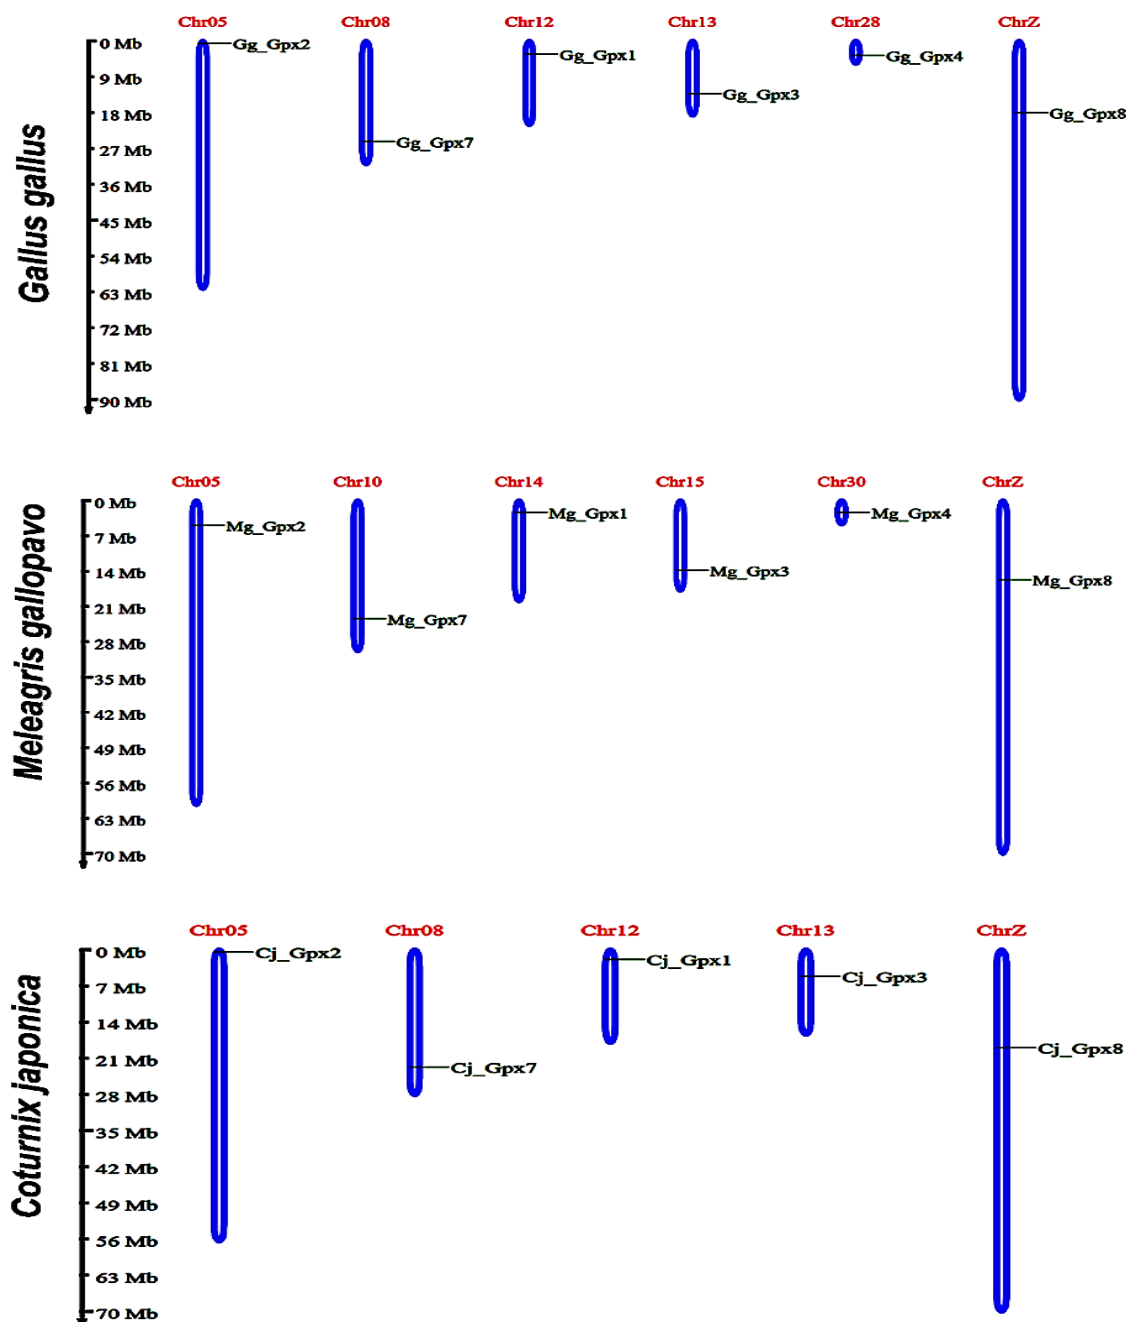 Chr05 Chr08 Chr12 Chr13 Chr28 ChrZ
0 Mb
Gg_Gpx2
Gg_Gpx1
Gg_Gpx4
9 Mb
Gg_Gpx3
18 Mb
Gg_Gpx8
Gg_Gpx7
27 Mb
36 Mb
45 Mb
54 Mb
63 Mb
72 Mb
81 Mb
90 Mb
Gallus gallus
Chr05 Chr10 Chr14 Chr15 Chr30 ChrZ
0 Mb
Mg_Gpx1
Mg_Gpx4
Mg_Gpx2
7 Mb
Mg_Gpx3
14 Mb
Mg_Gpx8
21 Mb
Mg_Gpx7
28 Mb
35 Mb
42 Mb
49 Mb
56 Mb
63 Mb
70 Mb
Meleagris gallopavo
Chr05 Chr08 Chr12 Chr13 ChrZ
0 Mb
Cj_Gpx2
Cj_Gpx1
Cj_Gpx3
7 Mb
14 Mb
Cj_Gpx8
21 Mb
Cj_Gpx7
28 Mb
35 Mb
42 Mb
49 Mb
56 Mb
63 Mb
70 Mb
Coturnix japonica